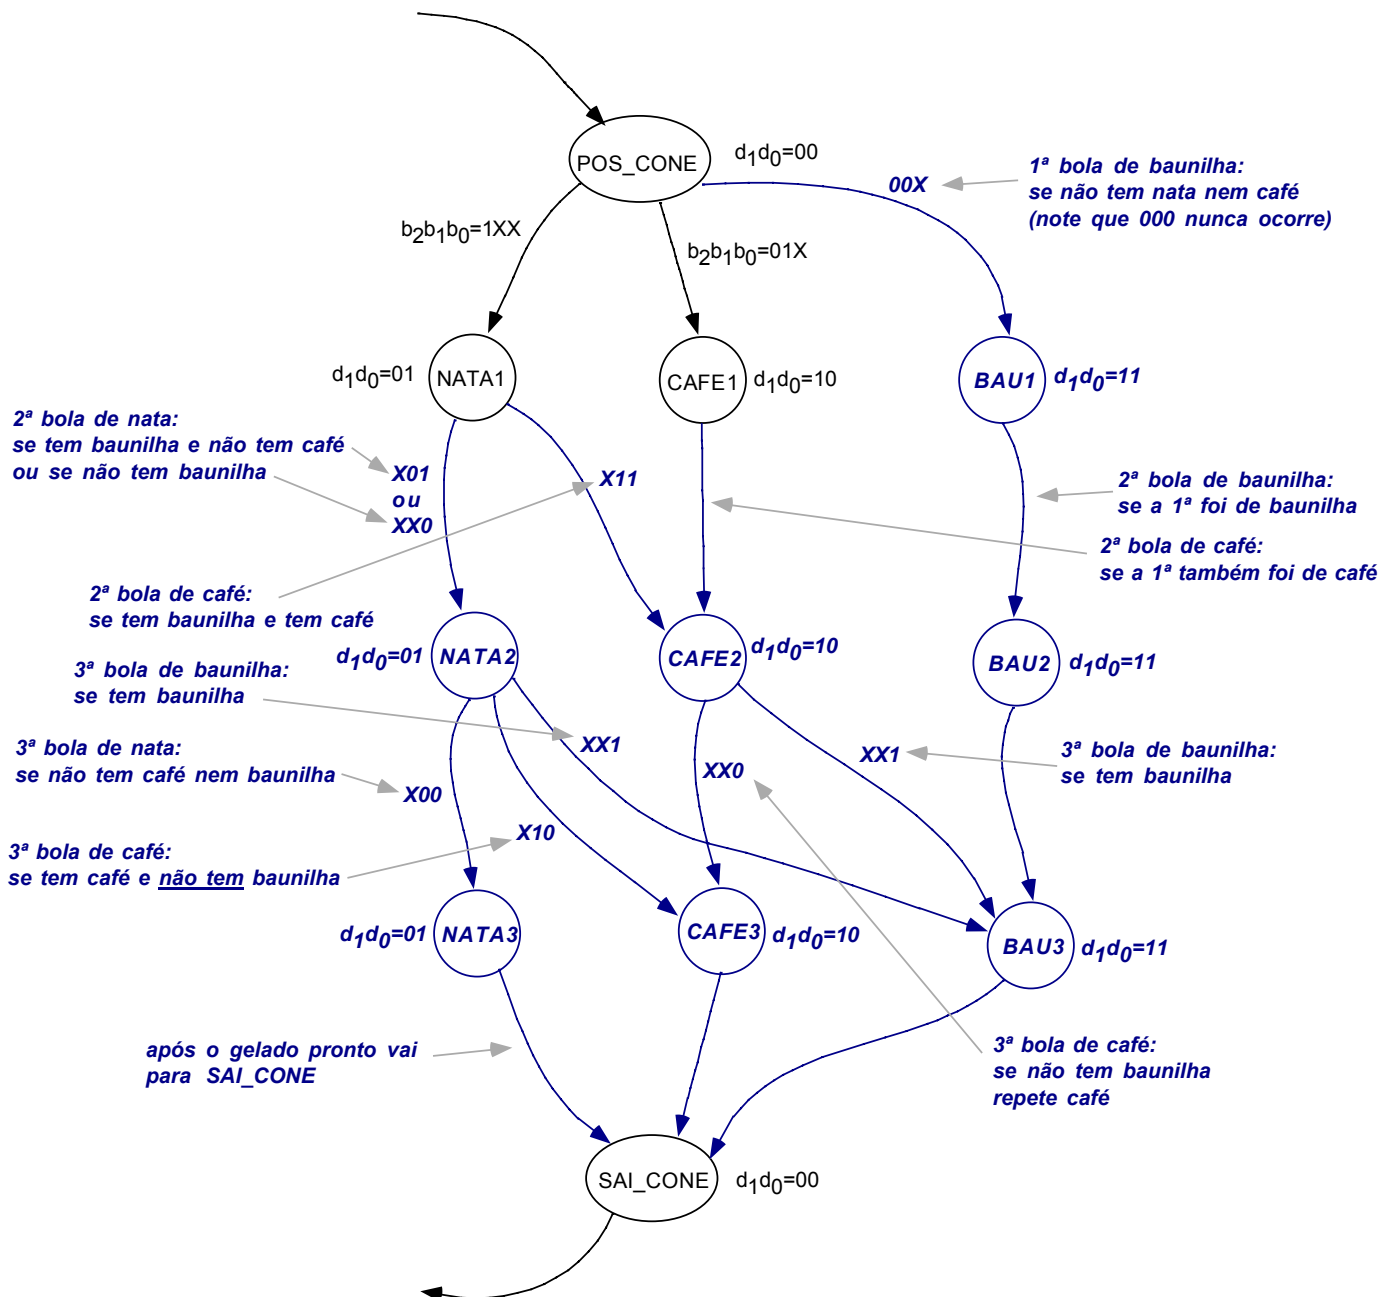 POS_CONE
d1d0=00
00X
1ª bola de baunilha:
se não tem nata nem café
(note que 000 nunca ocorre)
b2b1b0=1XX
b2b1b0=01X
d1d0=01
NATA1
CAFE1
d1d0=10
BAU1
d1d0=11
2ª bola de nata:
se tem baunilha e não tem café
ou se não tem baunilha
X01
ou
XX0
X11
2ª bola de baunilha:
se a 1ª foi de baunilha
2ª bola de café:
se a 1ª também foi de café
2ª bola de café:
se tem baunilha e tem café
d1d0=01
NATA2
CAFE2
d1d0=10
BAU2
d1d0=11
3ª bola de baunilha:
se tem baunilha
XX1
3ª bola de nata:
se não tem café nem baunilha
X00
XX0
XX1
3ª bola de baunilha:
se tem baunilha
X10
3ª bola de café:
se tem café e não tem baunilha
d1d0=01
NATA3
CAFE3
d1d0=10
BAU3
d1d0=11
após o gelado pronto vai
para SAI_CONE
3ª bola de café:
se não tem baunilha
repete café
SAI_CONE
d1d0=00